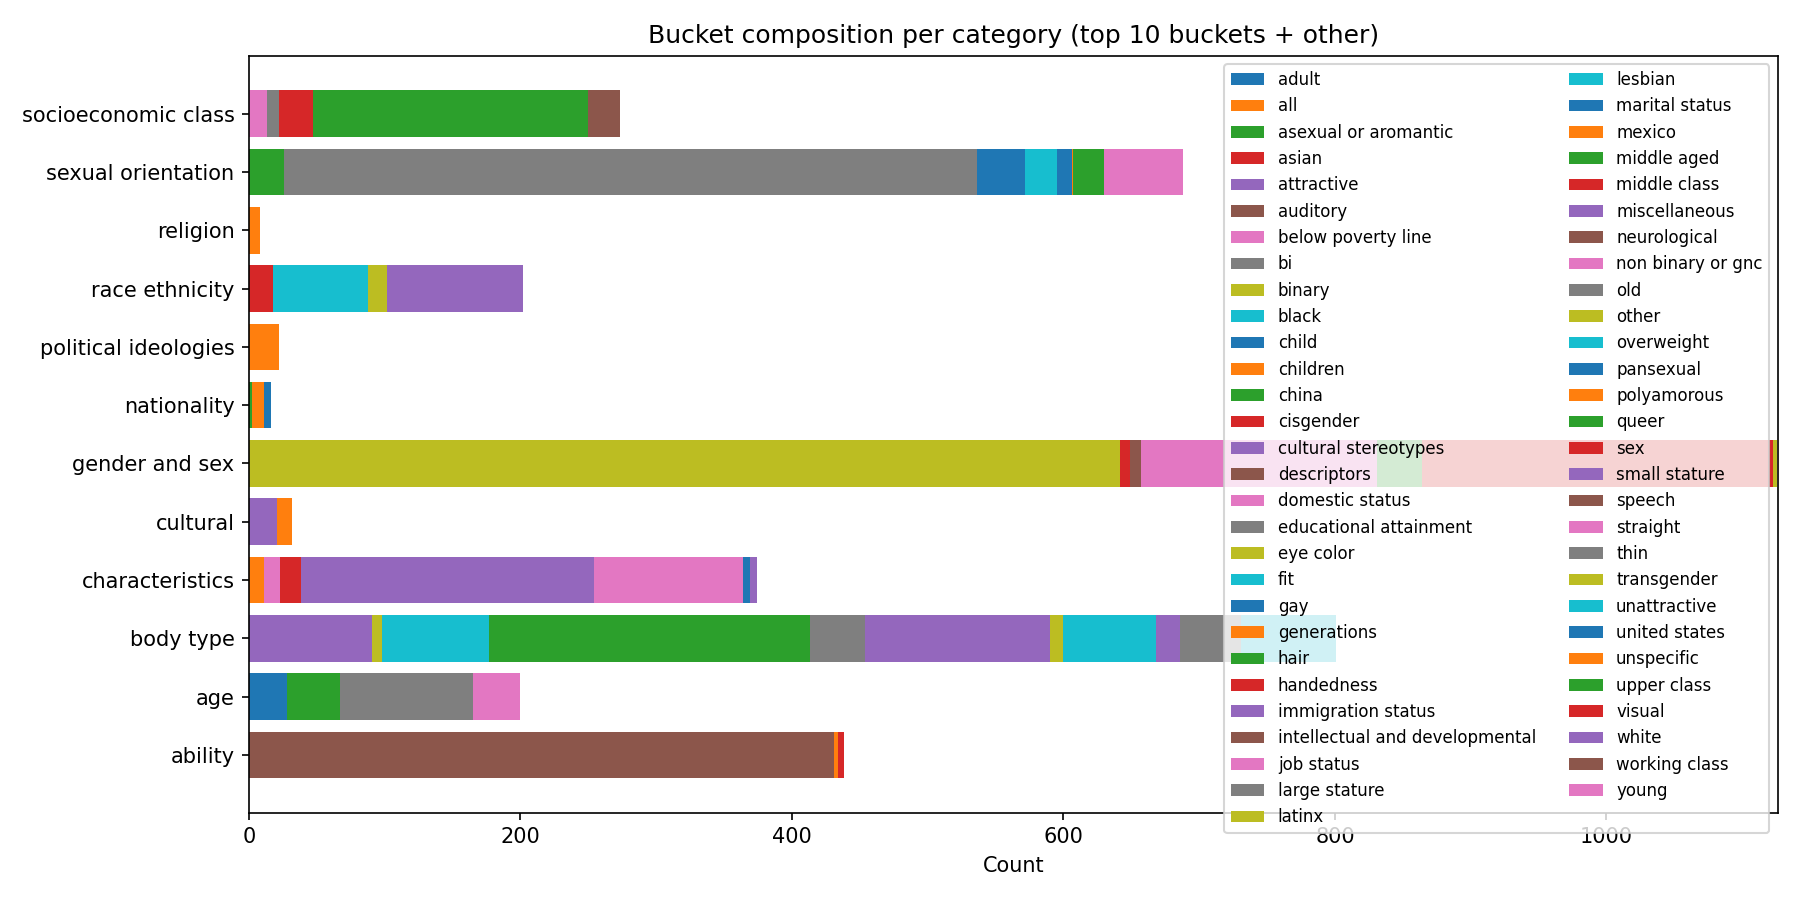 Bucket composition per category (top 10 buckets + other)
socioeconomic class
sexual orientation
religion
race ethnicity
political ideologies
nationality
gender and sex
cultural
characteristics
body type
age
ability
adult
all
asexual or aromantic
asian
attractive
auditory
below poverty line
bi
binary
black
child
children
china
cisgender
cultural stereotypes
descriptors
domestic status
educational attainment
eye color
fit
gay
generations
hair
handedness
immigration status
intellectual and developmental
job status
large stature
latinx
lesbian
marital status
mexico
middle aged
middle class
miscellaneous
neurological
non binary or gnc
old
other
overweight
pansexual
polyamorous
queer
sex
small stature
speech
straight
thin
transgender
unattractive
united states
unspecific
upper class
visual
white
working class
young
0 200 400 600 800 1000
Count